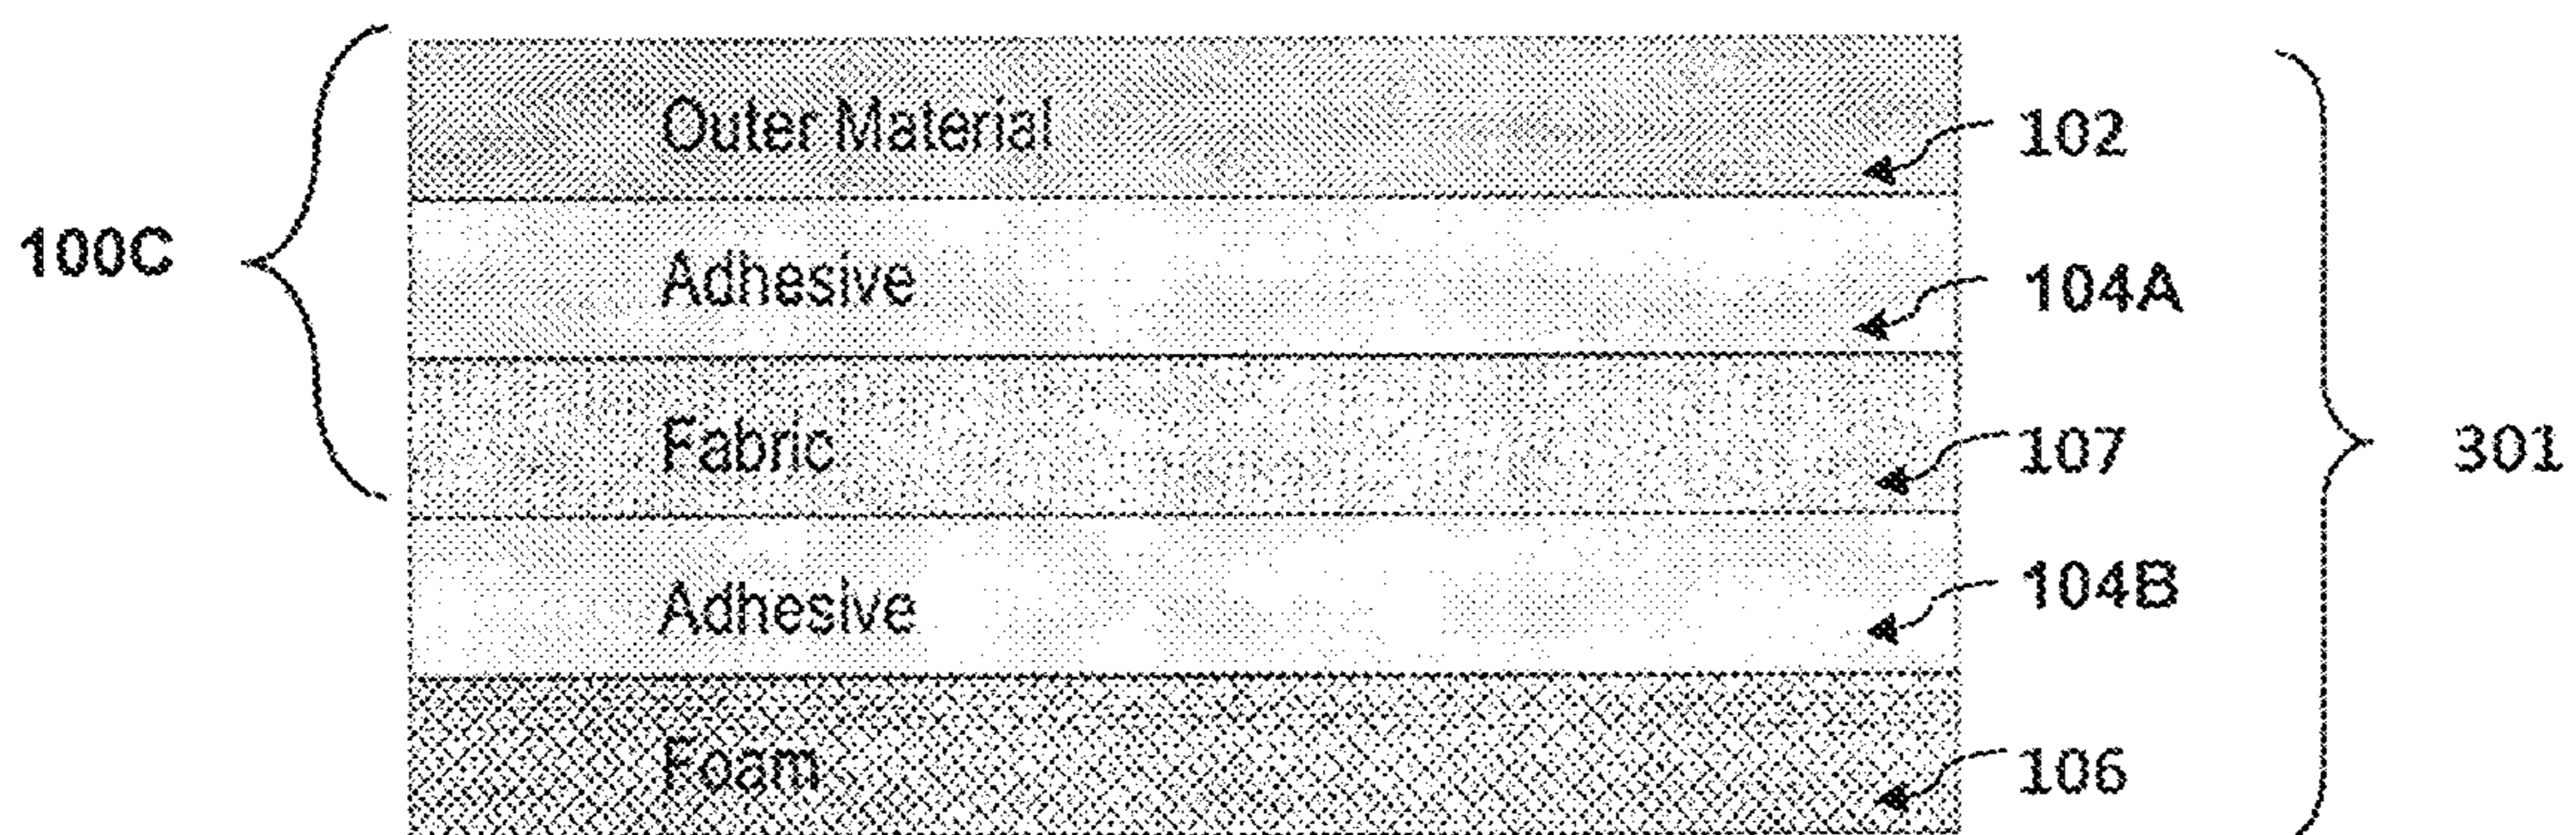 Outer Material
102
100C
Adhesive
104A
Fabric
107
301
Adhesive
104B
Foam
106